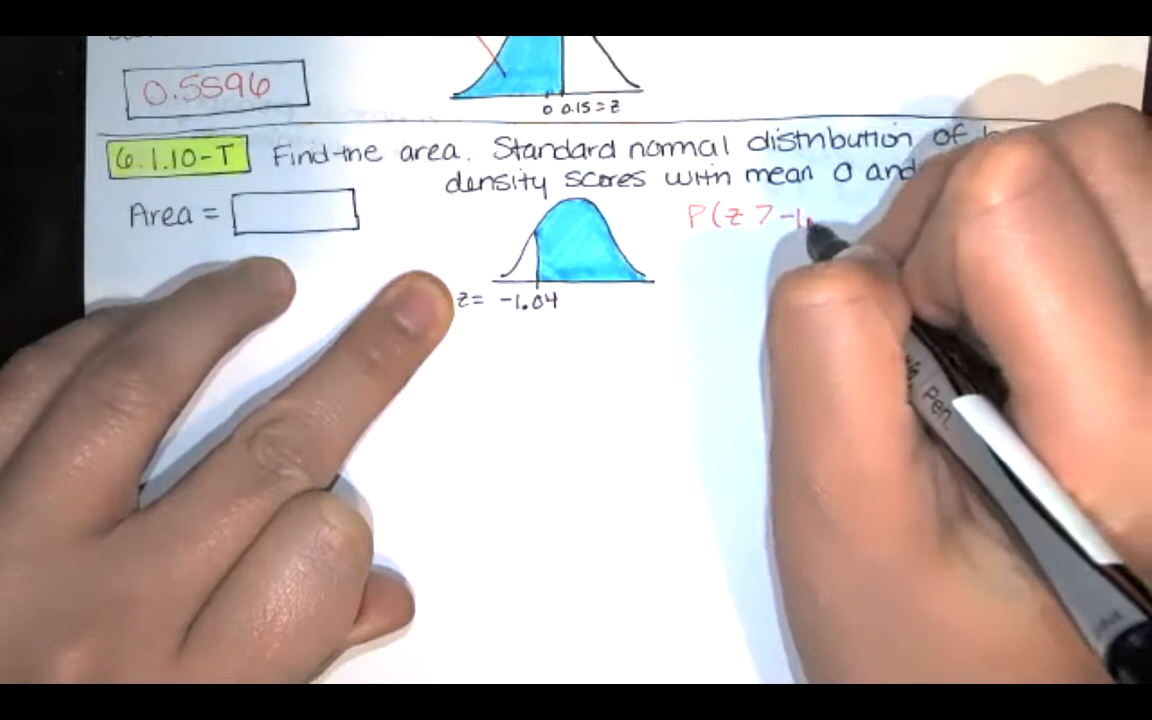 0.5596
0 0.15 = z
6.1.10-T Find the area. Standard normal distribution of
density scores with mean 0 and
Area =
P(z > -1.
z= -1.04
Pen.